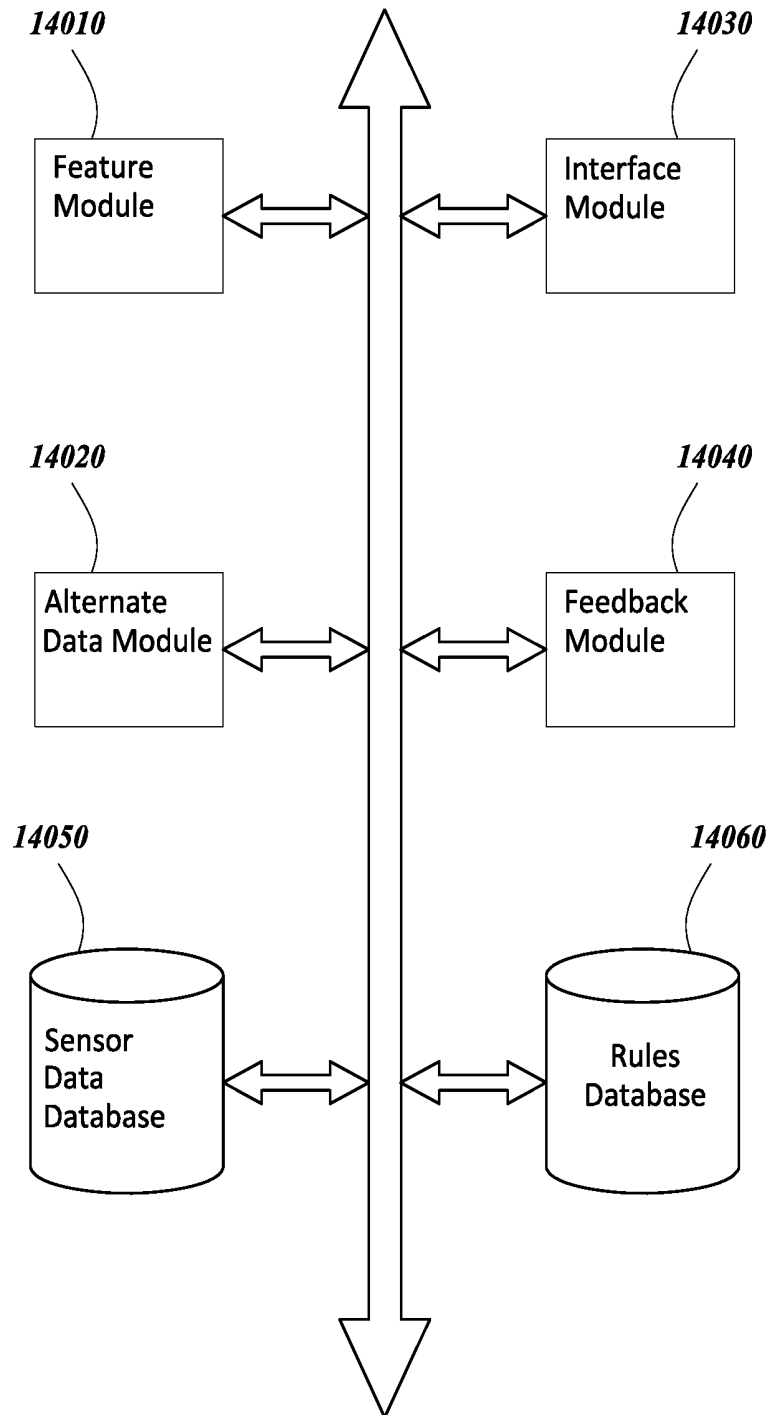 14010
14030
Feature
Module
Interface
Module
14020
14040
Alternate
Data Module
Feedback
Module
14050
14060
Sensor
Data
Database
Rules
Database